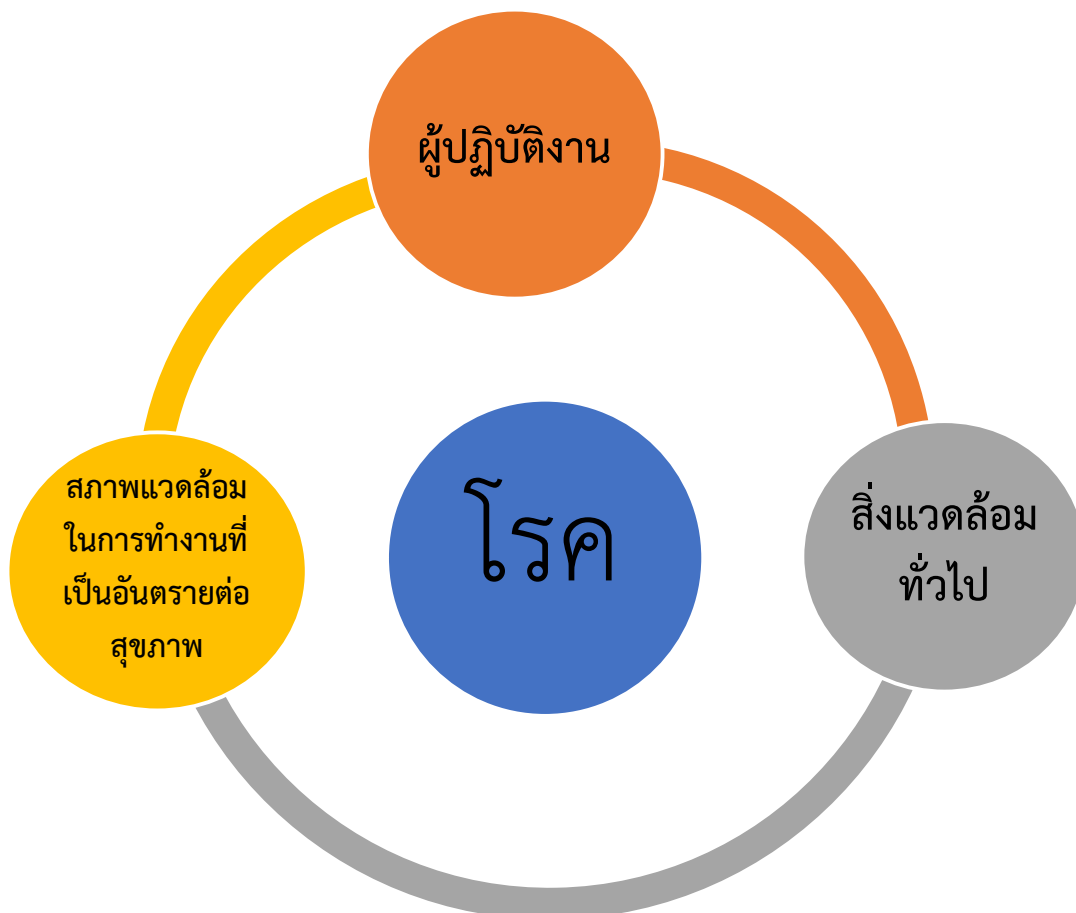 ผู้ปฏิบัติงาน
สภาพแวดล้อม
ในการทำงานที่
เป็นอันตรายต่อ
สุขภาพ
โรค
สิ่งแวดล้อม
ทั่วไป